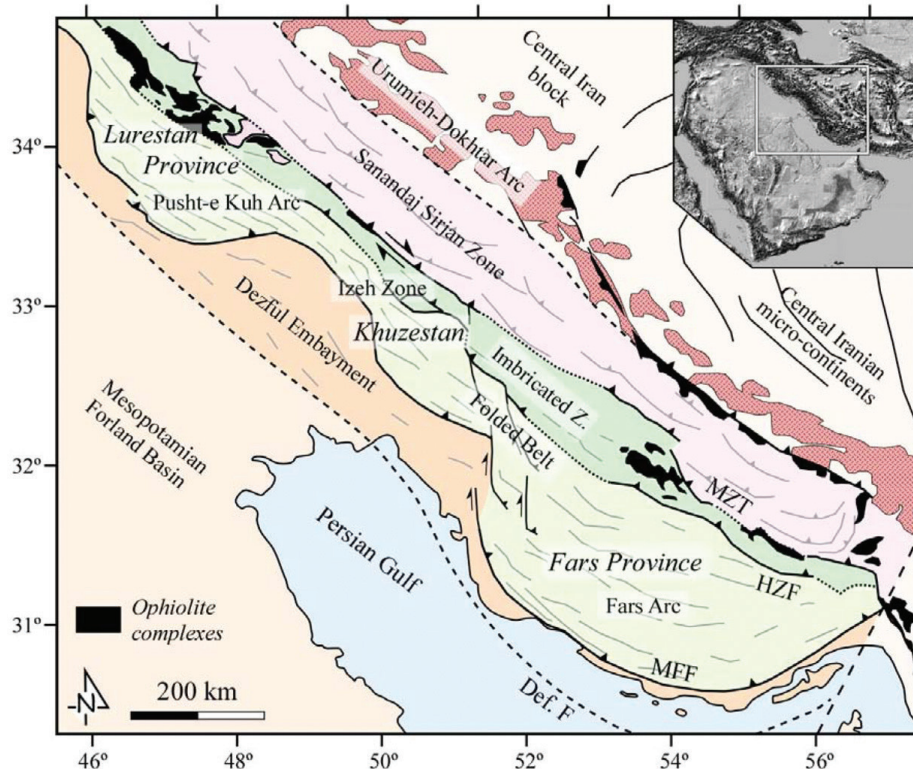 Central Iran
block
Urumieh-Dokhtar Arc
34º
Lurestan
Province
Sanandaj Sirjan Zone
Pusht-e Kuh Arc
33º
Izeh Zone
Khuzestan
Dezful Embayment
Central Iranian
micro-continents
Imbricated Z.
Mesopotamian
Forland Basin
Folded Belt
32º
MZT
Persian Gulf
Fars Province
HZF
Fars Arc
31º
Ophiolite
complexes
MFF
N
200 km
Def. F
46º
48º
50º
52º
54º
56º